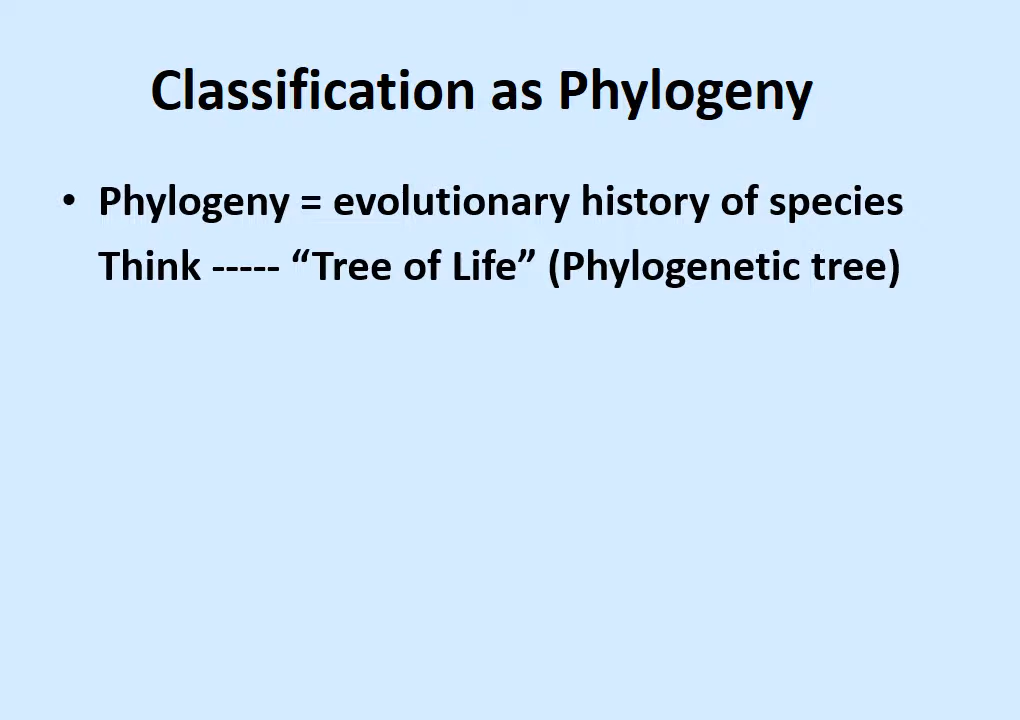 Classification as Phylogeny
• Phylogeny = evolutionary history of species
Think ----- “Tree of Life” (Phylogenetic tree)